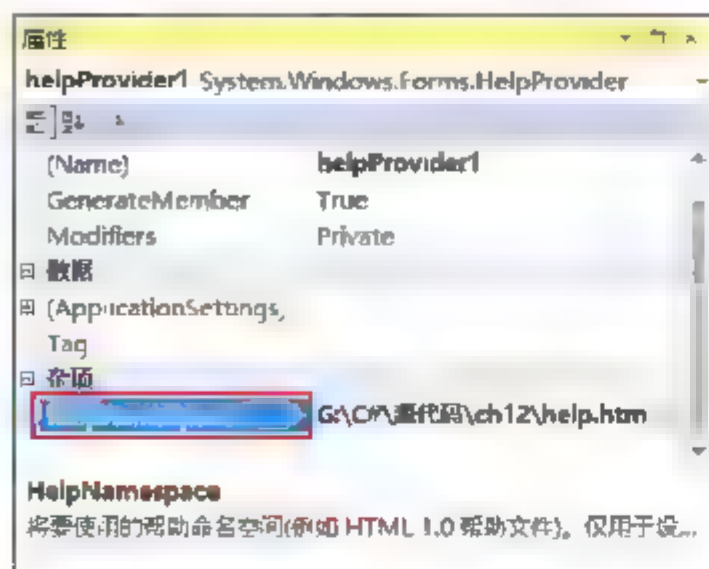 属性
helpProvider1 System.Windows.Forms.HelpProvider
(Name) helpProvider1
GenerateMember True
Modifiers Private
数据
(ApplicationSettings)
Tag
杂项
G:\C#\源代码\ch12\help.htm
HelpNamespace
将要使用的帮助命名空间(例如 HTML 1.0 帮助文件)。仅用于设...